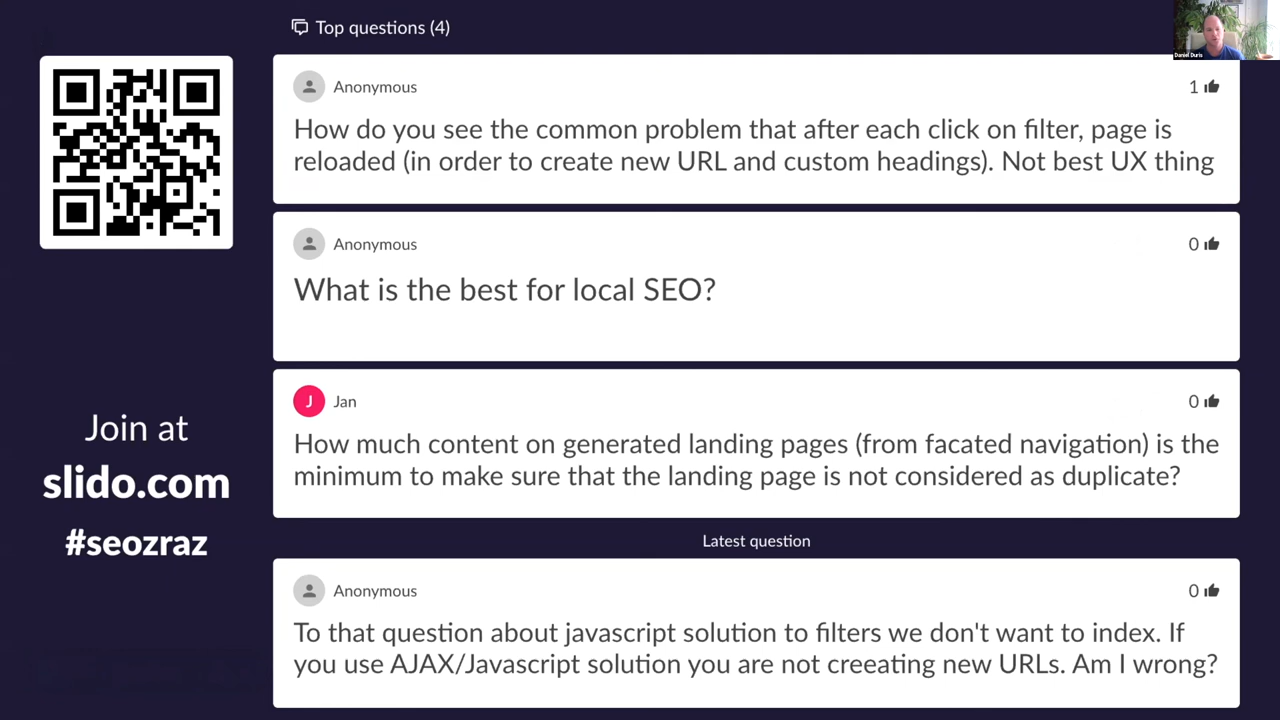 Top questions (4)
Daniel Duris
Anonymous
1
How do you see the common problem that after each click on filter, page is
reloaded (in order to create new URL and custom headings). Not best UX thing
Anonymous
0
What is the best for local SEO?
J
Jan
0
How much content on generated landing pages (from facated navigation) is the
minimum to make sure that the landing page is not considered as duplicate?
Join at
slido.com
#seozraz
Latest question
Anonymous
0
To that question about javascript solution to filters we don't want to index. If
you use AJAX/Javascript solution you are not creeating new URLs. Am I wrong?